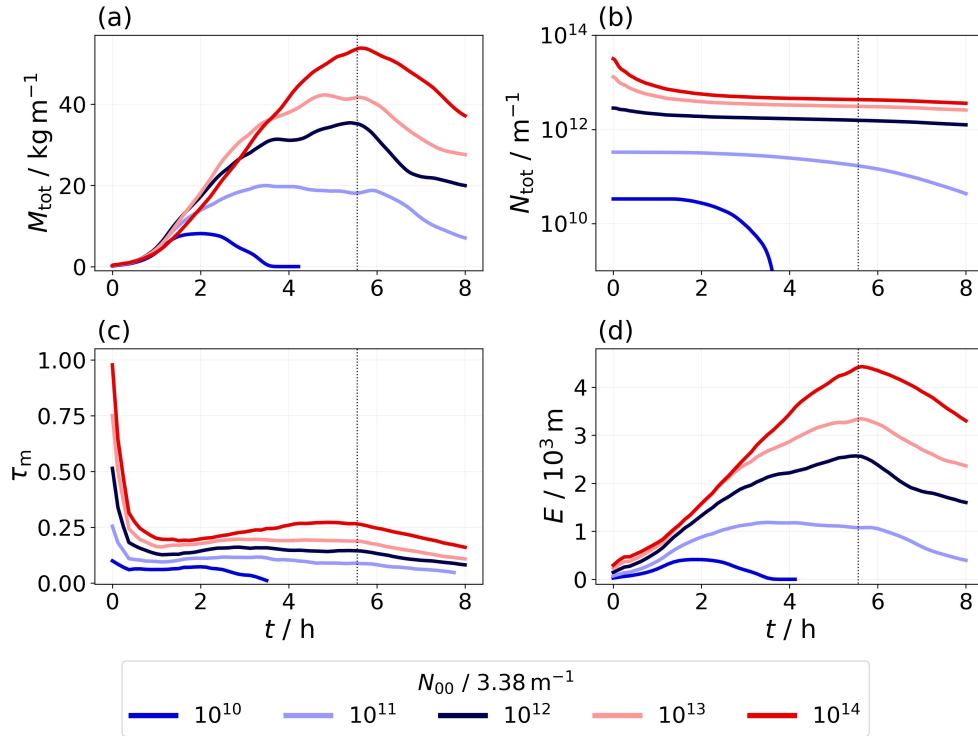 (a)
(b)
M_tot / kg m⁻¹
40
20
0
0 2 4 6 8
N_tot / m⁻¹
10¹⁴
10¹²
10¹⁰
0 2 4 6 8
(c)
(d)
τ_m
1.00
0.75
0.50
0.25
0.00
0 2 4 6 8
t / h
E / 10³ m
4
3
2
1
0
0 2 4 6 8
t / h
N₀₀ / 3.38 m⁻¹
10¹⁰ 10¹¹ 10¹² 10¹³ 10¹⁴